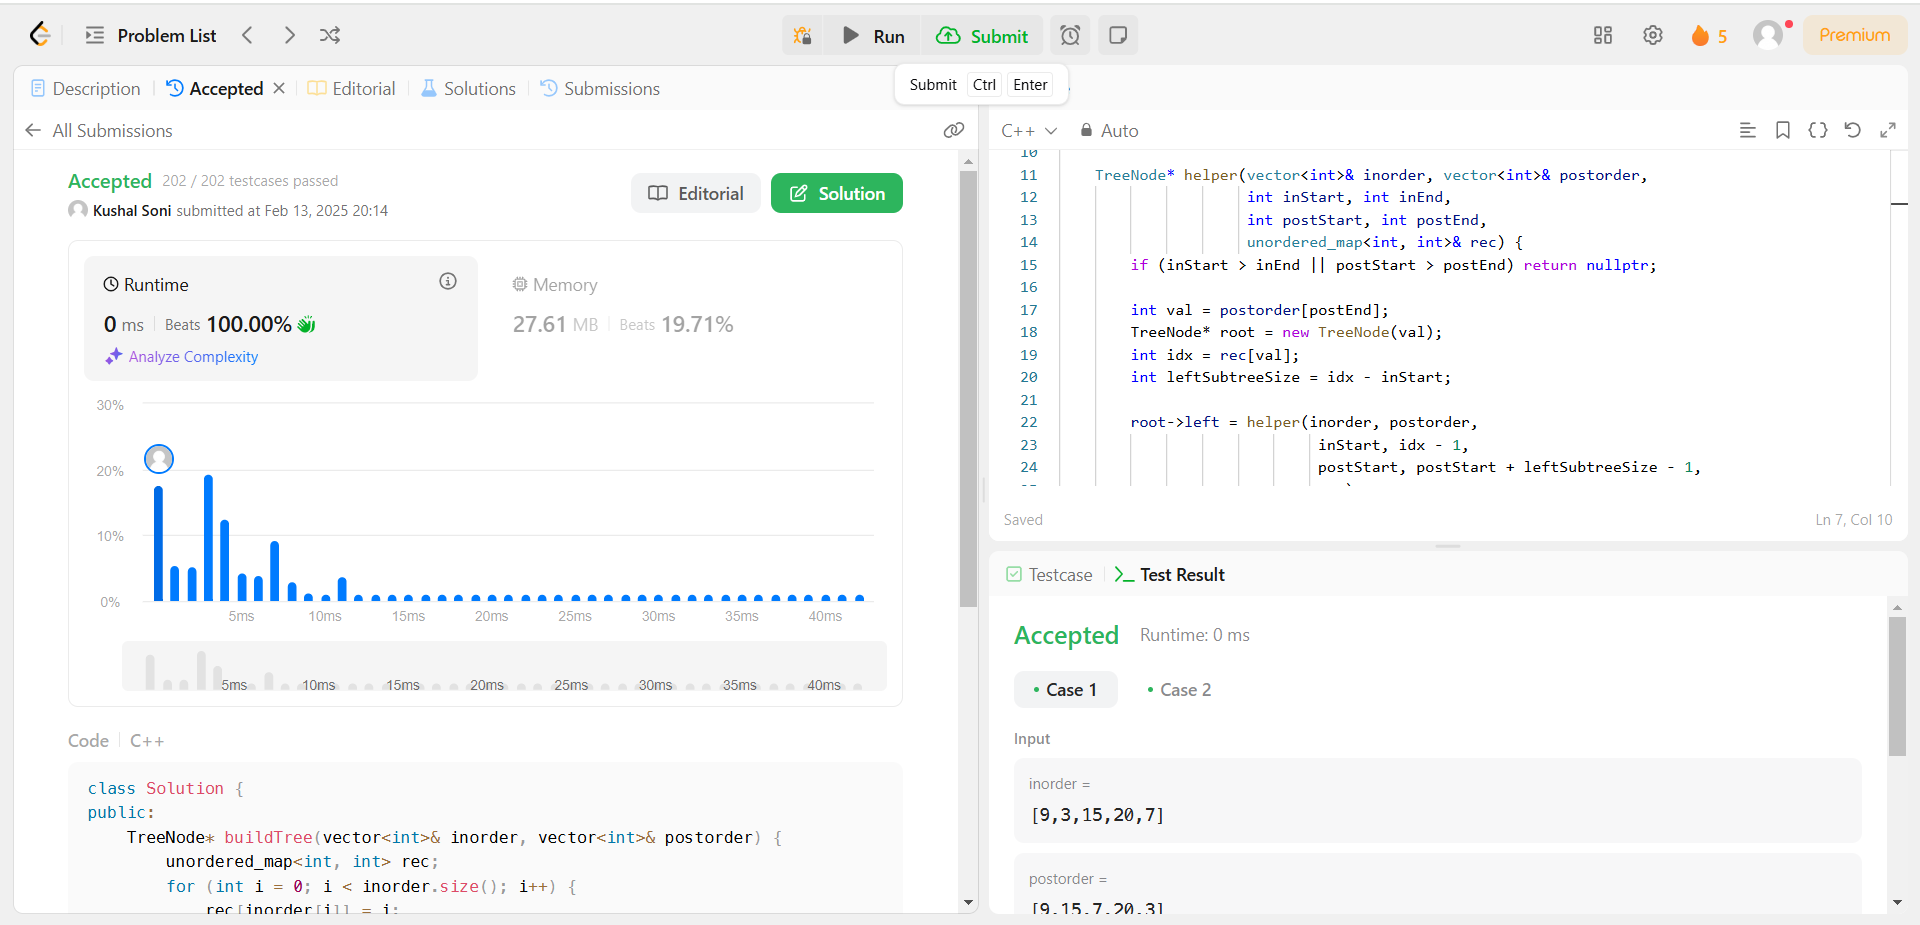 Problem List
Run
Submit
5
Premium
Submit Ctrl Enter
Description
Accepted
Editorial
Solutions
Submissions
All Submissions
Accepted 202 / 202 testcases passed
Kushal Soni submitted at Feb 13, 2025 20:14
Editorial
Solution
Runtime
0 ms Beats 100.00%
Analyze Complexity
Memory
27.61 MB Beats 19.71%
30%
20%
10%
0%
5ms 10ms 15ms 20ms 25ms 30ms 35ms 40ms
5ms 10ms 15ms 20ms 25ms 30ms 35ms 40ms
Code C++
class Solution {
public:
    TreeNode* buildTree(vector<int>& inorder, vector<int>& postorder) {
        unordered_map<int, int> rec;
        for (int i = 0; i < inorder.size(); i++) {
            rec[inorder[i]] = i;
C++ Auto
10
11 TreeNode* helper(vector<int>& inorder, vector<int>& postorder,
12 int inStart, int inEnd,
13 int postStart, int postEnd,
14 unordered_map<int, int>& rec) {
15 if (inStart > inEnd || postStart > postEnd) return nullptr;
16
17 int val = postorder[postEnd];
18 TreeNode* root = new TreeNode(val);
19 int idx = rec[val];
20 int leftSubtreeSize = idx - inStart;
21
22 root->left = helper(inorder, postorder,
23 inStart, idx - 1,
24 postStart, postStart + leftSubtreeSize - 1,
Saved
Ln 7, Col 10
Testcase
>_ Test Result
Accepted Runtime: 0 ms
• Case 1
• Case 2
Input
inorder =
[9,3,15,20,7]
postorder =
[9,15,7,20,3]